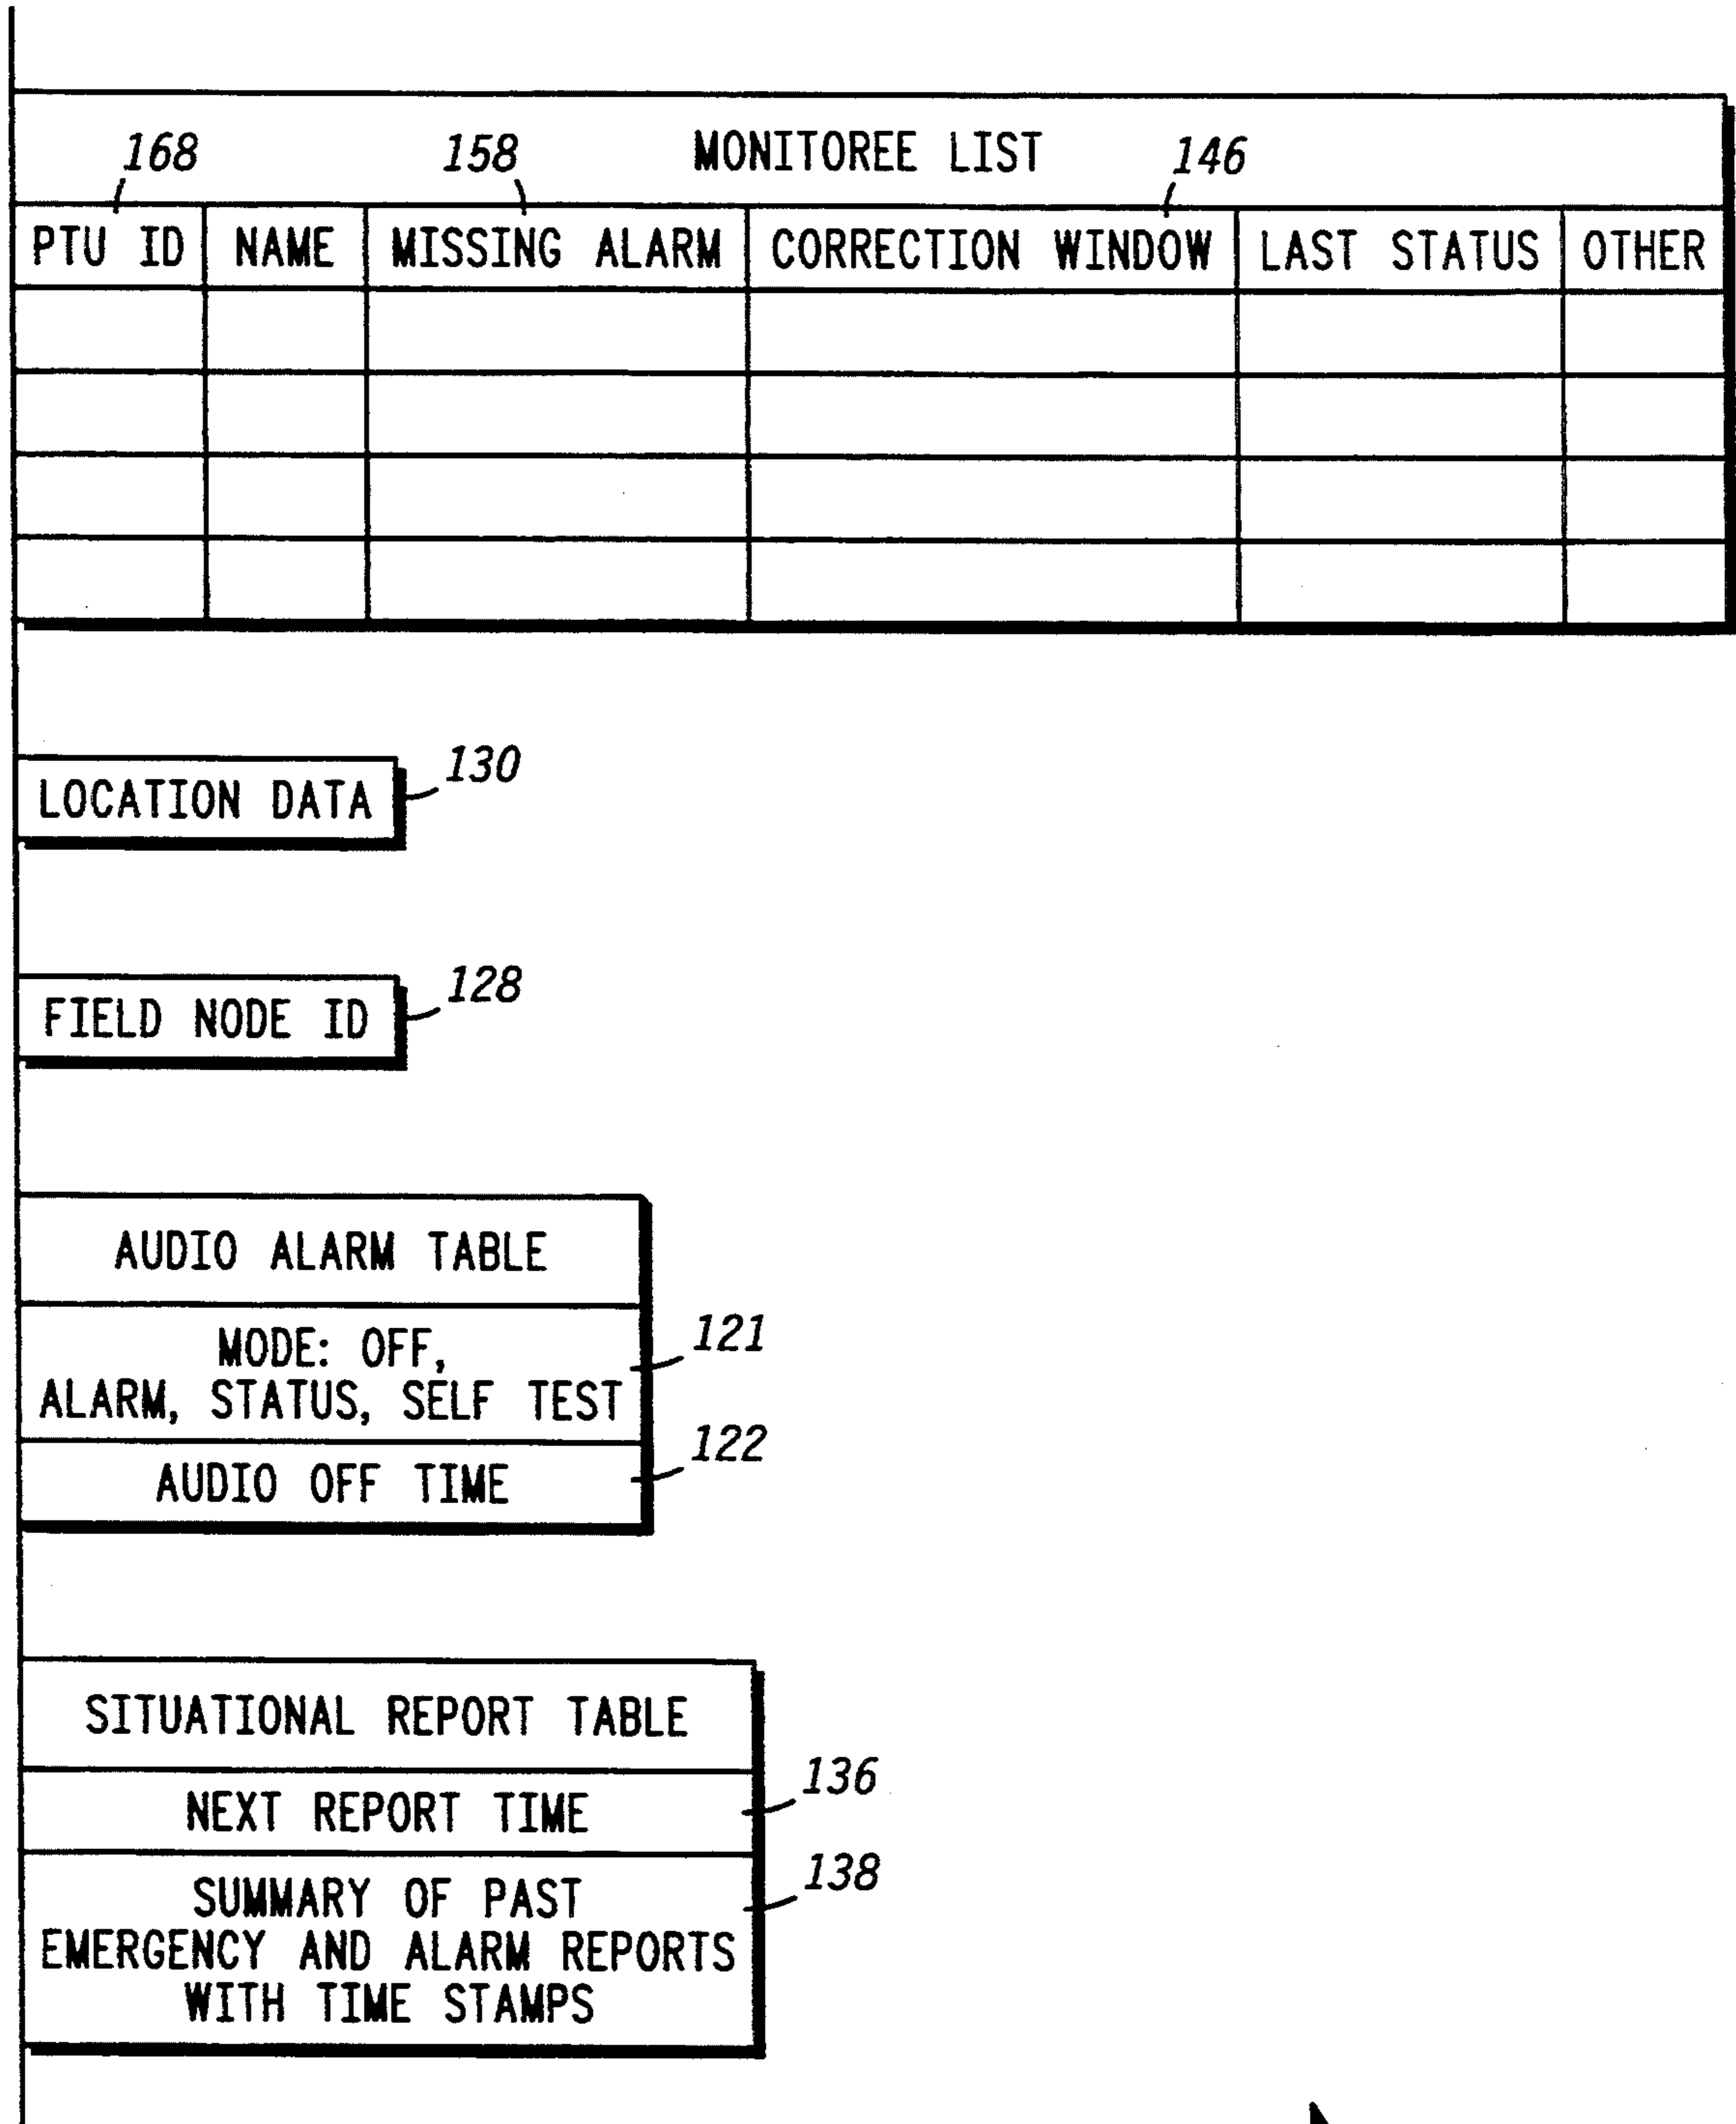 168 158 MONITOREE LIST 146
PTU ID NAME MISSING ALARM CORRECTION WINDOW LAST STATUS OTHER
130
LOCATION DATA
128
FIELD NODE ID
AUDIO ALARM TABLE
121
MODE: OFF,
ALARM, STATUS, SELF TEST
122
AUDIO OFF TIME
SITUATIONAL REPORT TABLE
136
NEXT REPORT TIME
138
SUMMARY OF PAST
EMERGENCY AND ALARM REPORTS
WITH TIME STAMPS